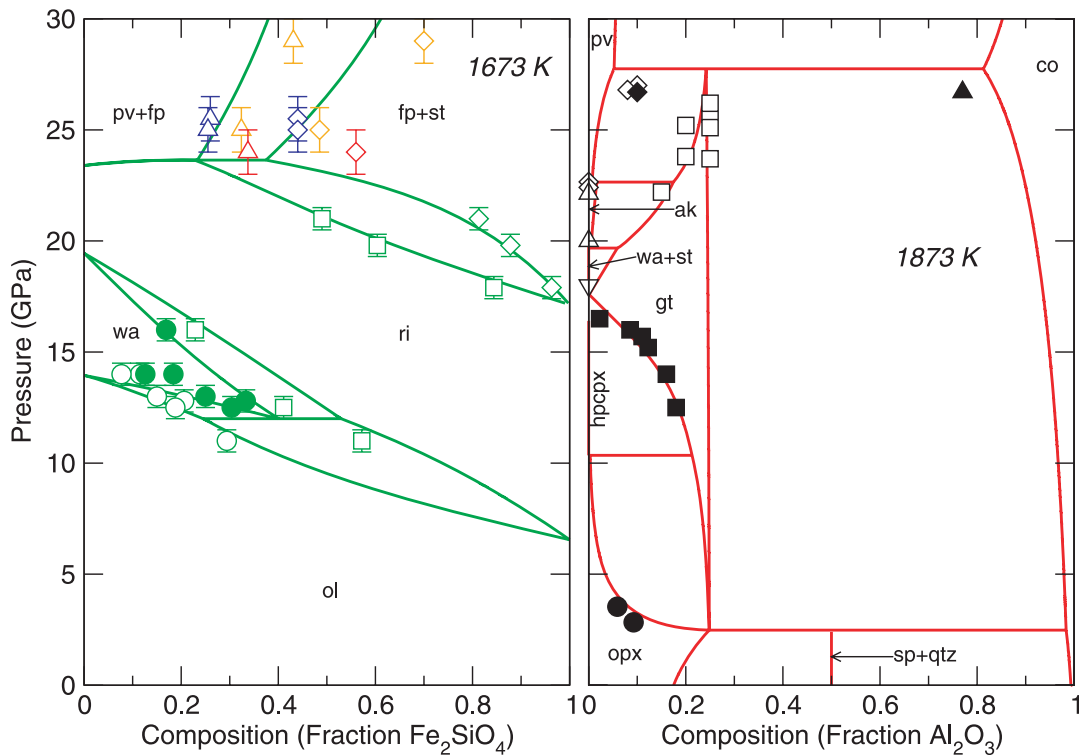 30
25
20
15
10
5
0
Pressure (GPa)
1673 K
pv+fp
fp+st
wa
ri
ol
0.2
0.4
0.6
0.8
1
Composition (Fraction Fe2SiO4)
pv
co
ak
wa+st
1873 K
gt
hpcpx
opx
sp+qtz
0
0.2
0.4
0.6
0.8
1
Composition (Fraction Al2O3)